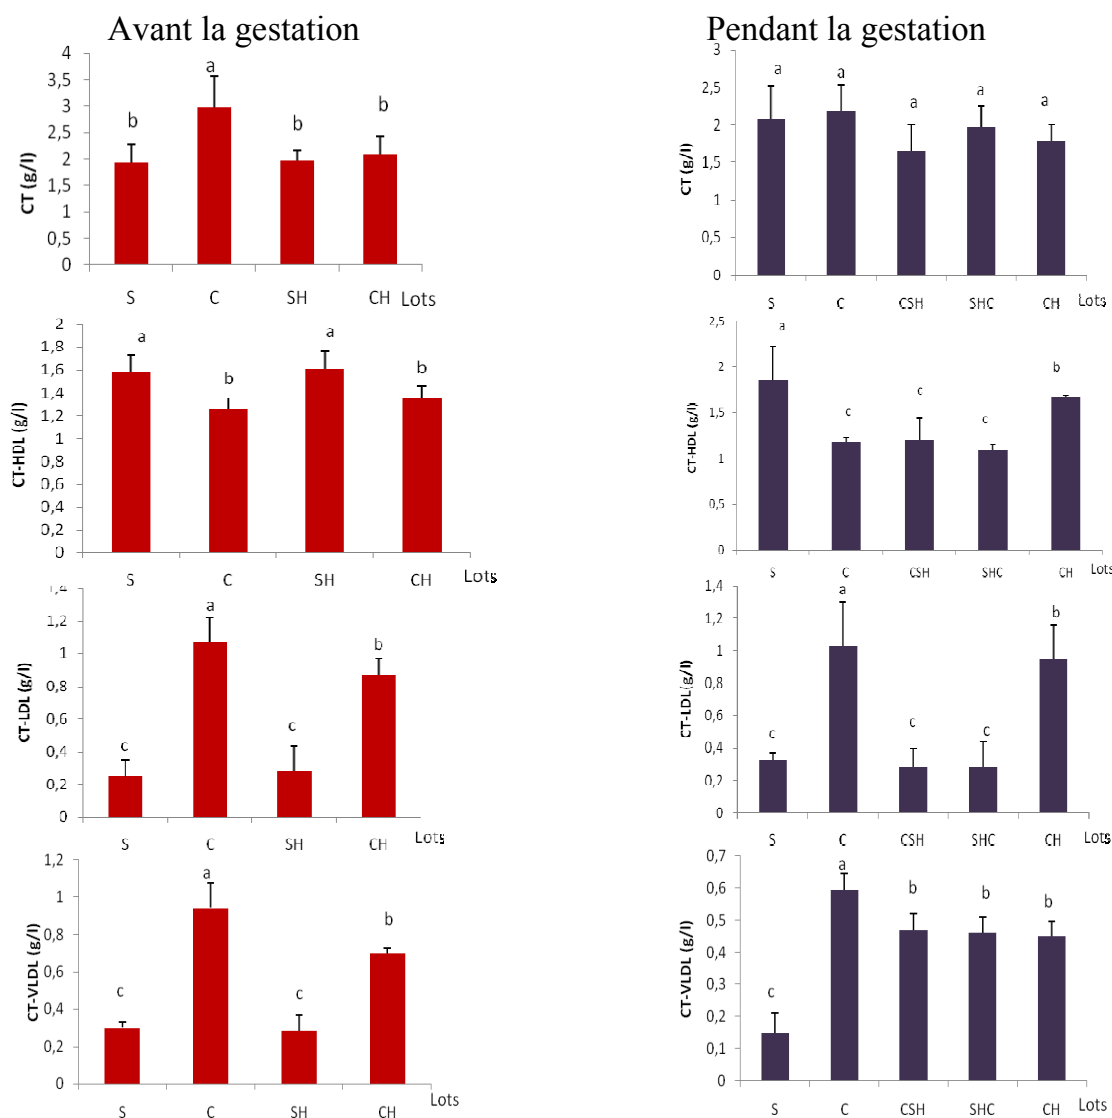 Avant la gestation
Pendant la gestation
CT (g/l)
4
3,5
3
2,5
2
1,5
1
0,5
0
b
a
b
b
S
C
SH
CH
Lots
CT (g/l)
3
2,5
2
1,5
1
0,5
0
a
a
a
a
a
S
C
CSH
SHC
CH
Lots
CT-HDL (g/l)
2
1,8
1,6
1,4
1,2
1
0,8
0,6
0,4
0,2
0
a
b
a
b
S
C
SH
CH
Lots
CT-HDL (g/l)
2,5
2
1,5
1
0,5
0
a
c
c
c
b
S
C
CSH
SHC
CH
CT-LDL (g/l)
1,4
1,2
1
0,8
0,6
0,4
0,2
0
c
a
c
b
S
C
SH
CH
Lots
CT-LDL(g/l)
1,4
1,2
1
0,8
0,6
0,4
0,2
0
c
a
c
c
b
S
C
CSH
SHC
CH
Lots
CT-VLDL (g/l)
1,2
1
0,8
0,6
0,4
0,2
0
c
a
c
b
S
C
SH
CH
Lots
CT-VLDL (g/l)
0,7
0,6
0,5
0,4
0,3
0,2
0,1
0
c
a
b
b
b
S
C
CSH
SHC
CH
Lots